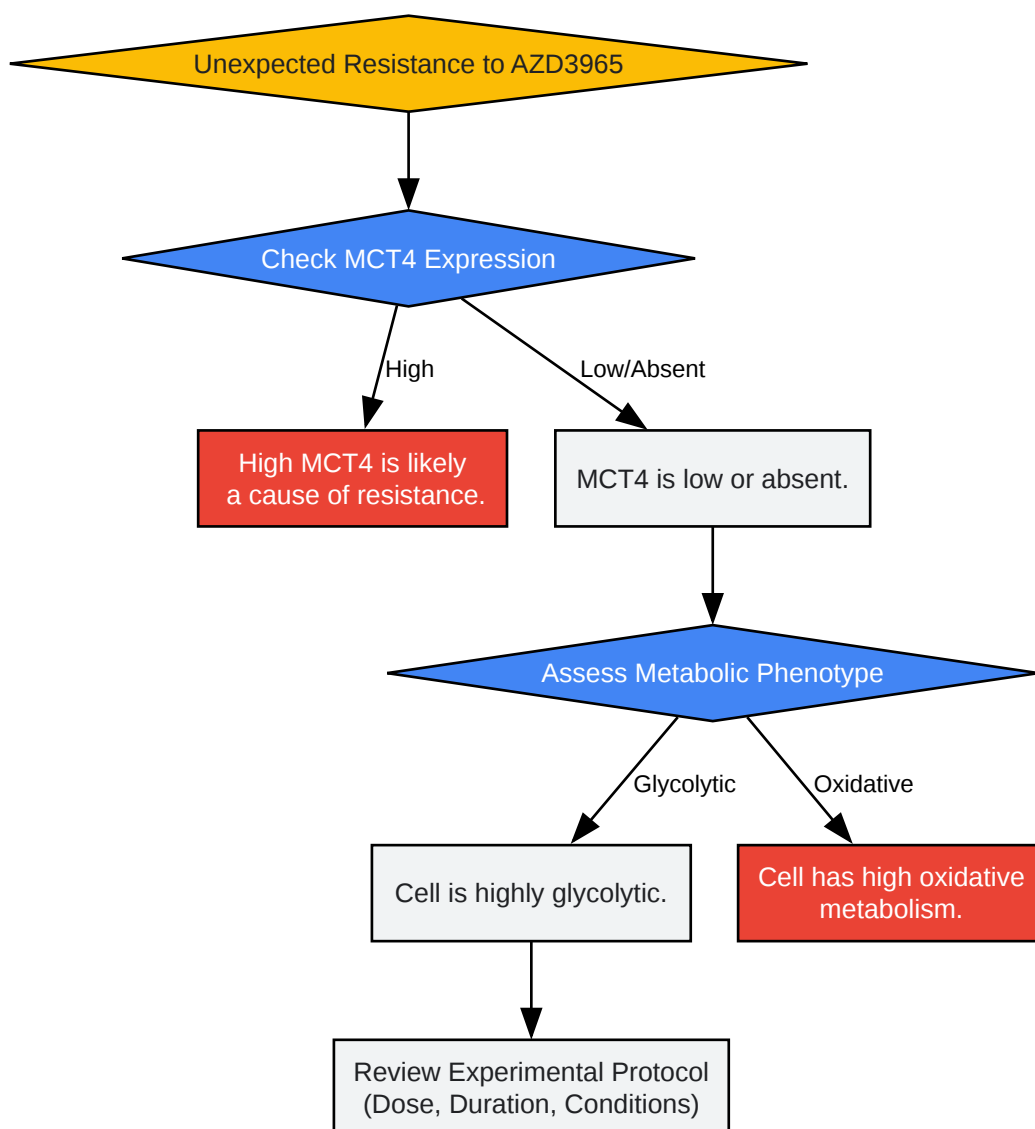 Unexpected Resistance to AZD3965
Check MCT4 Expression
High
Low/Absent
High MCT4 is likely
a cause of resistance.
MCT4 is low or absent.
Assess Metabolic Phenotype
Glycolytic
Oxidative
Cell is highly glycolytic.
Cell has high oxidative
metabolism.
Review Experimental Protocol
(Dose, Duration, Conditions)